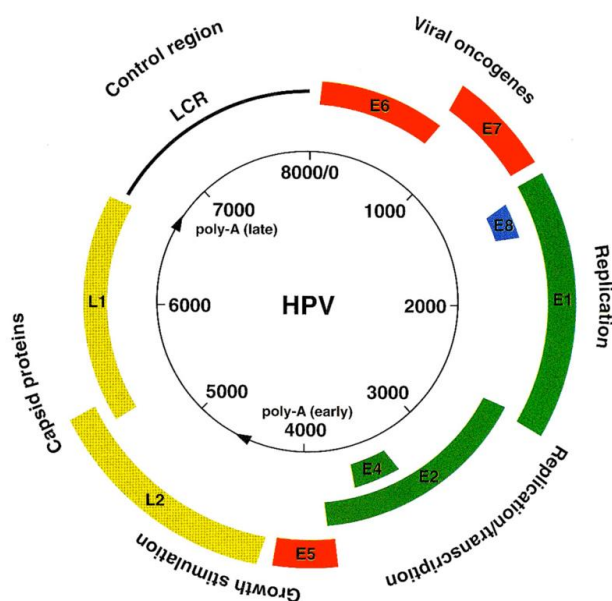 Control region
Viral oncogenes
LCR
E6
E7
8000/0
7000
1000
poly-A (late)
E8
L1
6000
HPV
2000
E1
Replication
Capsid proteins
5000
3000
poly-A (early)
4000
E4
E2
L2
E5
Growth stimulation
Replication/transcription